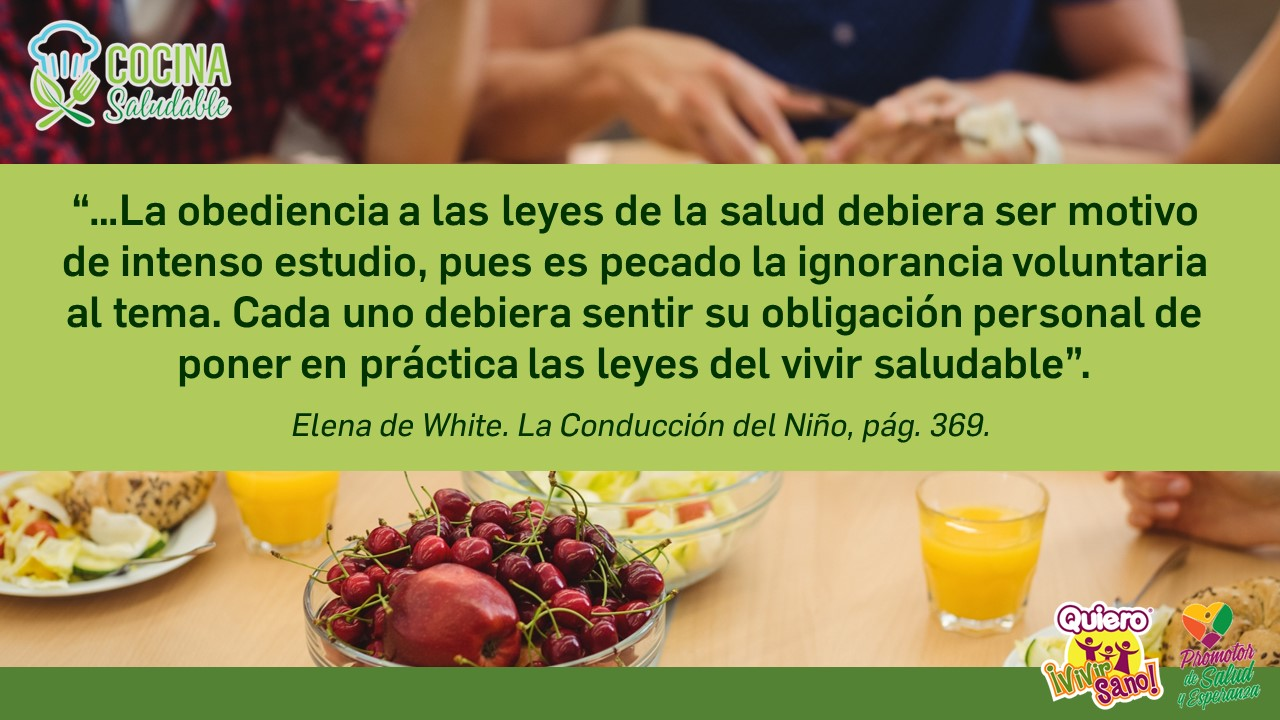 COCINA
Saludable
“...La obediencia a las leyes de la salud debiera ser motivo
de intenso estudio, pues es pecado la ignorancia voluntaria
al tema. Cada uno debiera sentir su obligación personal de
poner en práctica las leyes del vivir saludable”.
Elena de White. La Conducción del Niño, pág. 369.
Quiero
¡Vivir
Sano!
Promotor
de Salud
y Esperanza